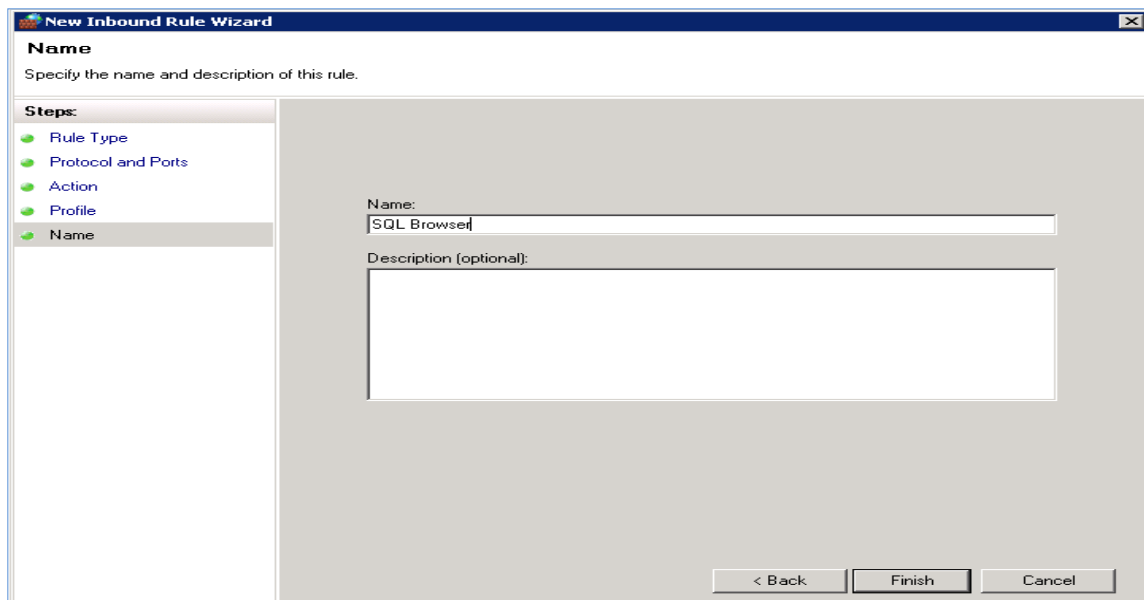 New Inbound Rule Wizard
Name
Specify the name and description of this rule.
Steps:
Rule Type
Protocol and Ports
Action
Profile
Name
Name:
SQL Browser
Description (optional):
< Back
Finish
Cancel